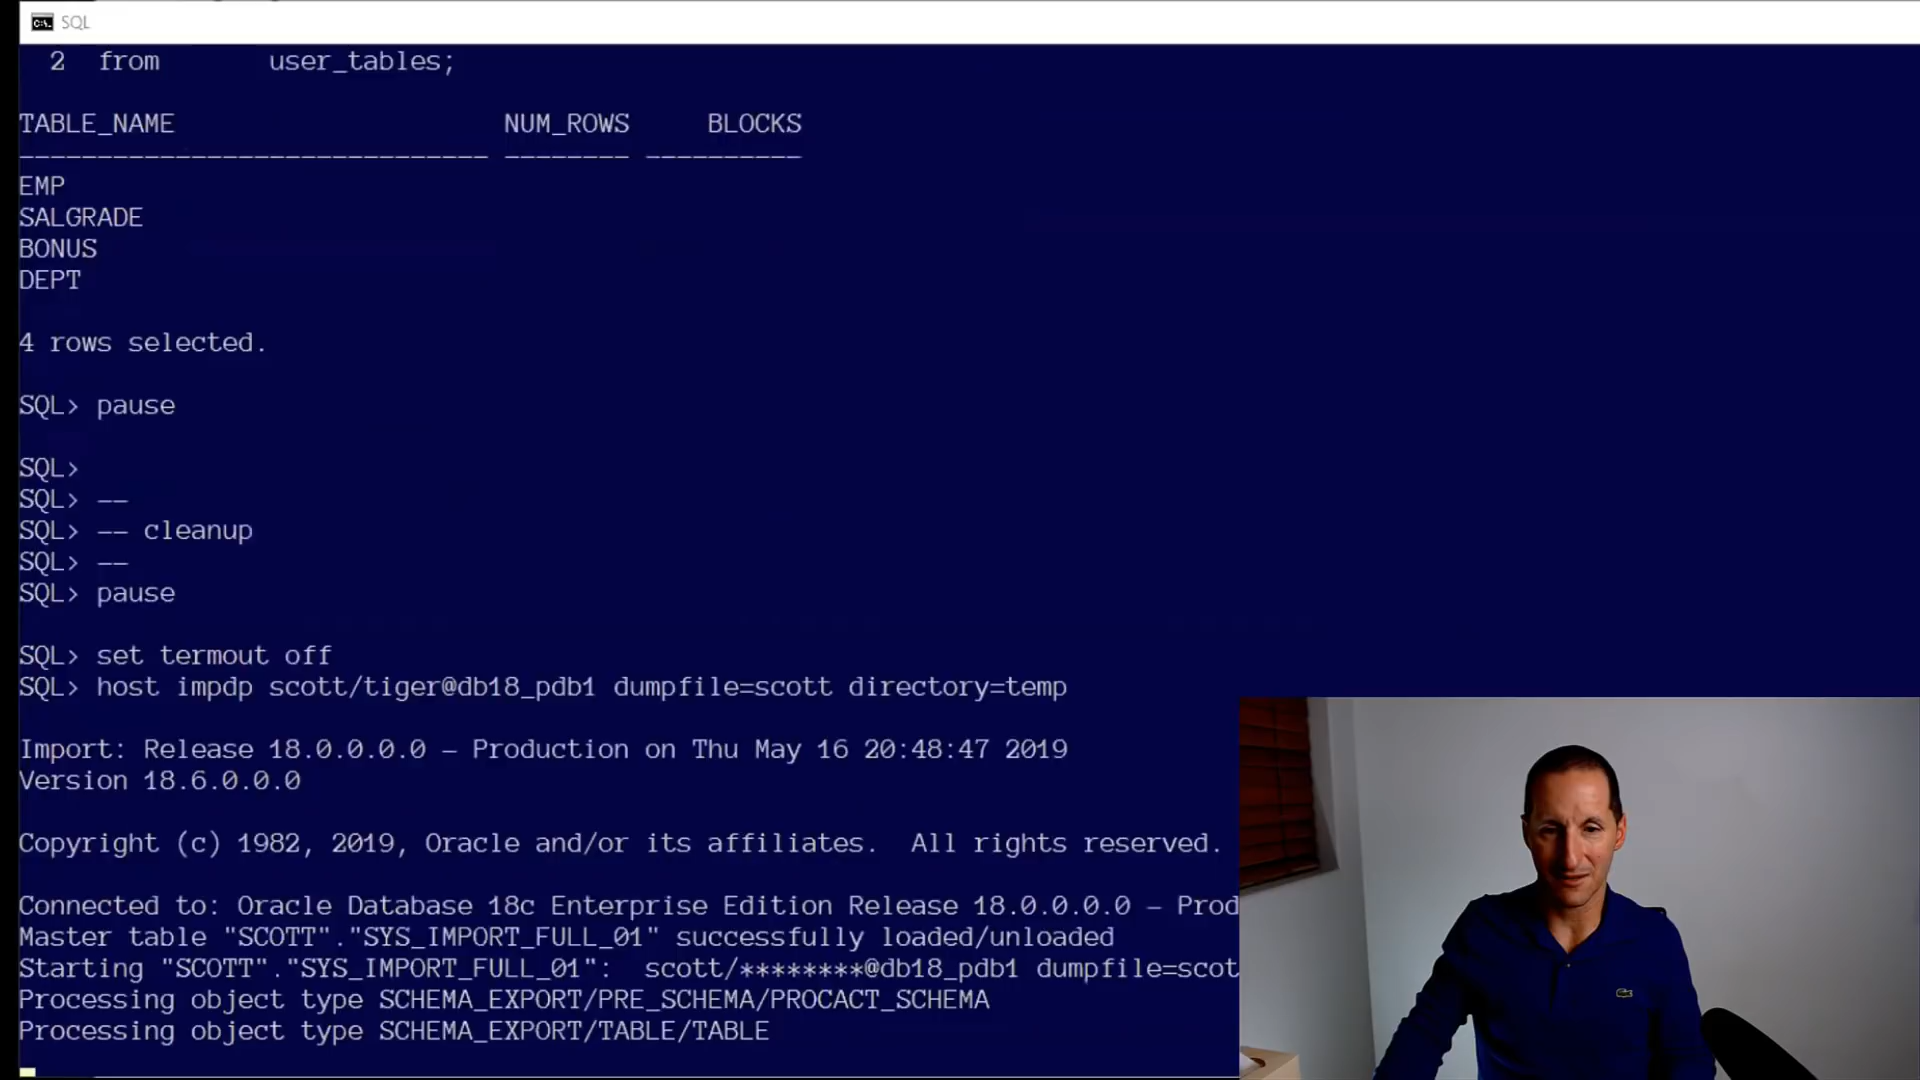 SQL
2 from user_tables;
TABLE_NAME NUM_ROWS BLOCKS
------------------------------ -------- ----------
EMP
SALGRADE
BONUS
DEPT
4 rows selected.
SQL> pause
SQL>
SQL> --
SQL> -- cleanup
SQL> --
SQL> pause
SQL> set termout off
SQL> host impdp scott/tiger@db18_pdb1 dumpfile=scott directory=temp
Import: Release 18.0.0.0.0 - Production on Thu May 16 20:48:47 2019
Version 18.6.0.0.0
Copyright (c) 1982, 2019, Oracle and/or its affiliates.  All rights reserved.
Connected to: Oracle Database 18c Enterprise Edition Release 18.0.0.0.0 - Prod
Master table "SCOTT"."SYS_IMPORT_FULL_01" successfully loaded/unloaded
Starting "SCOTT"."SYS_IMPORT_FULL_01":  scott/********@db18_pdb1 dumpfile=scot
Processing object type SCHEMA_EXPORT/PRE_SCHEMA/PROCACT_SCHEMA
Processing object type SCHEMA_EXPORT/TABLE/TABLE